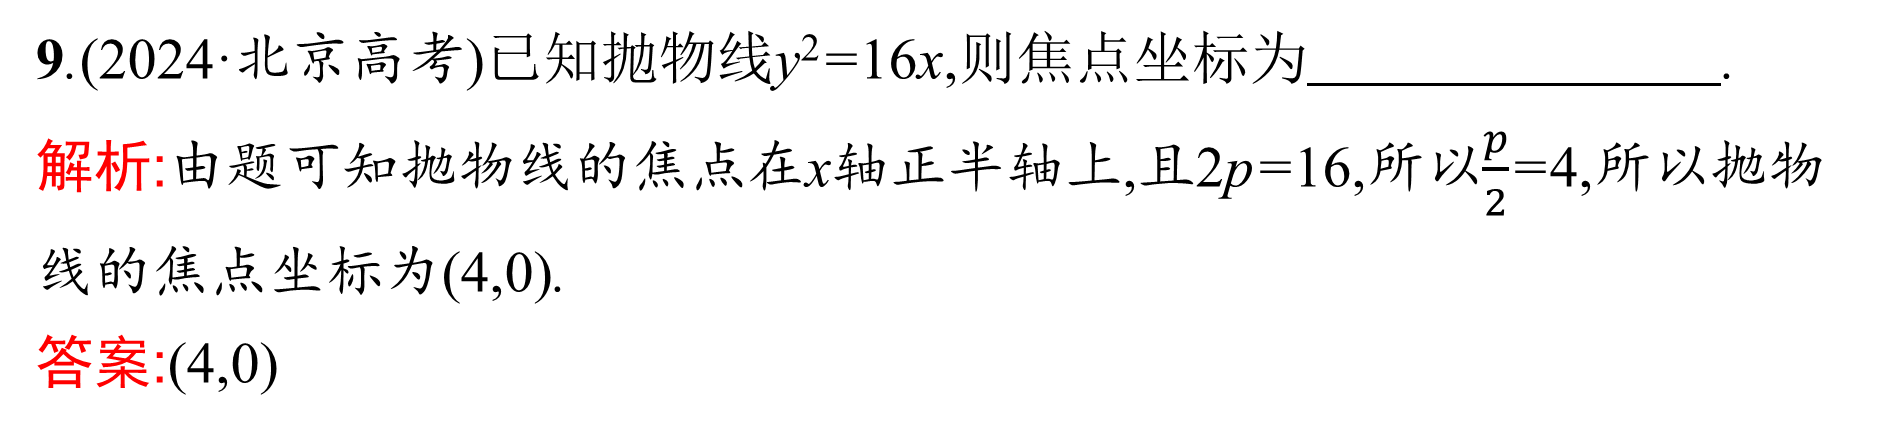 9.(2024·北京高考)已知抛物线y²=16x,则焦点坐标为______________.
解析:由题可知抛物线的焦点在x轴正半轴上,且2p=16,所以p/2=4,所以抛物
线的焦点坐标为(4,0).
答案:(4,0)